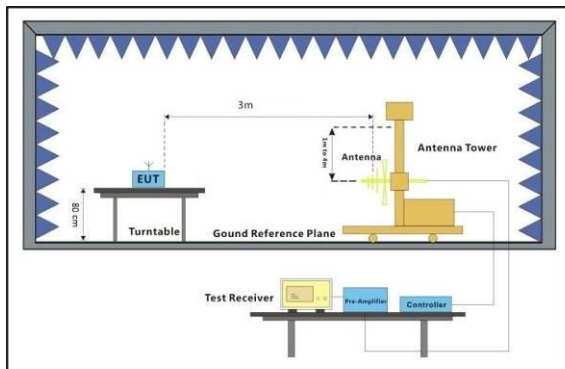 3m
1m to 4m
Antenna
Antenna Tower
EUT
80 cm
Turntable
Gound Reference Plane
Test Receiver
Pre-Amplifier
Controller